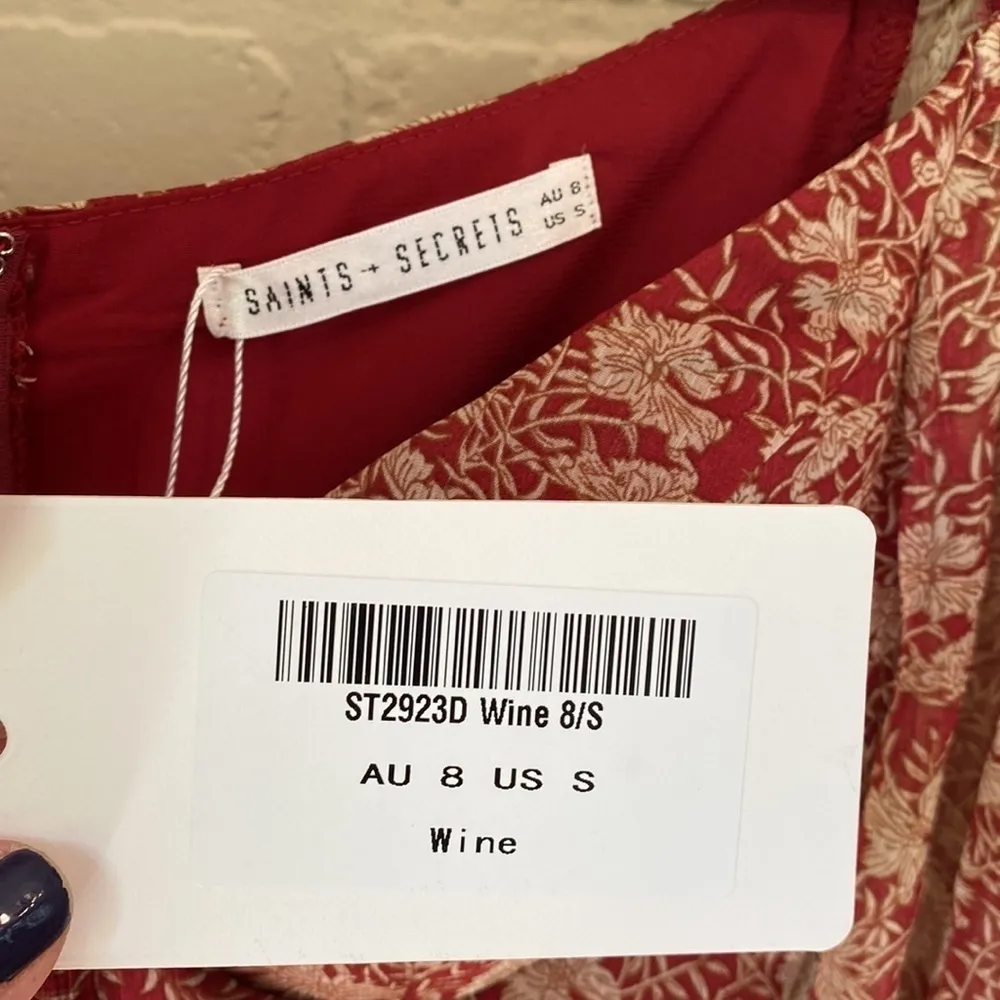 SAINTS + SECRETS
AU 8
US S
ST2923D Wine 8/S
AU 8 US S
Wine